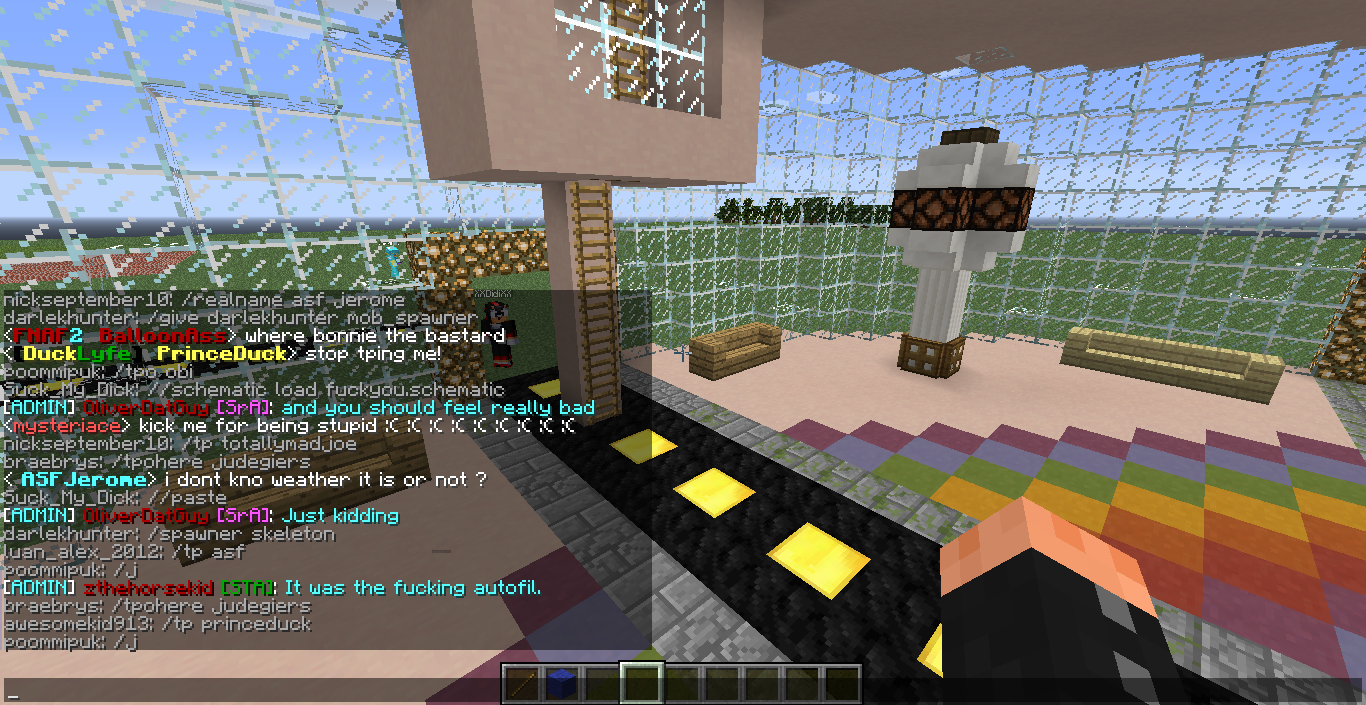 XXDidiXX
nickseptember10: /realname asf_jerome
darlekhunter: /give darlekhunter mob_spawner
<FNAF2 BalloonAss> where bonnie the bastard
< DuckLyfe PrinceDuck> stop tping me!
poommipuk: /tpo obi
Suck_My_Dick: //schematic load fuckyou.schematic
[ADMIN] OliverDatGuy [SrA]: and you should feel really bad
<mysteriace> kick me for being stupid :( :( :( :( :( :( :( :( :(
nickseptember10: /tp totallymadjoe
braebrys: /tpohere judegiers
< ASFJerome> i dont kno weather it is or not ?
Suck_My_Dick: //paste
[ADMIN] OliverDatGuy [SrA]: Just kidding
darlekhunter: /spawner skeleton
luan_alex_2012: /tp asf
poommipuk: /j
[ADMIN] zthehorsekid [STA]: It was the fucking autofil.
braebrys: /tpohere judegiers
awesomekid913: /tp princeduck
poommipuk: /j
_